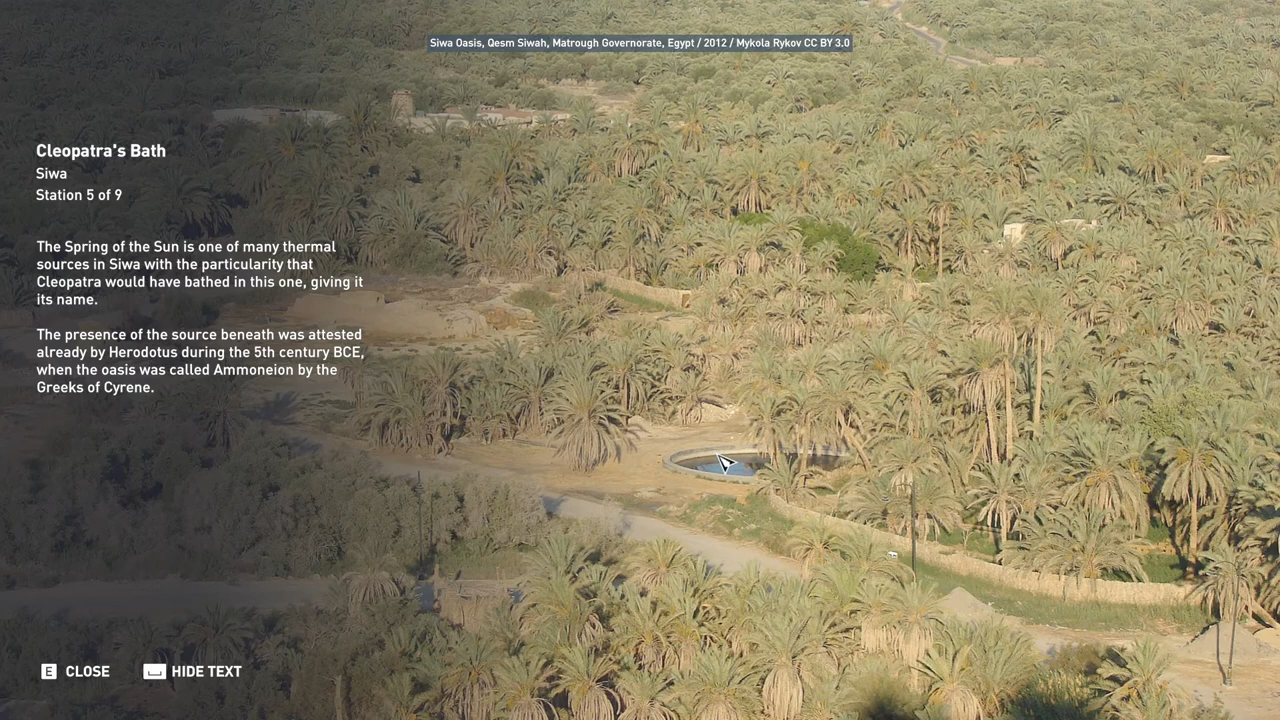 Siwa Oasis, Qesm Siwah, Matrough Governorate, Egypt / 2012 / Mykola Rykov CC BY 3.0
Cleopatra's Bath
Siwa
Station 5 of 9
The Spring of the Sun is one of many thermal
sources in Siwa with the particularity that
Cleopatra would have bathed in this one, giving it
its name.
The presence of the source beneath was attested
already by Herodotus during the 5th century BCE,
when the oasis was called Ammoneion by the
Greeks of Cyrene.
E CLOSE
HIDE TEXT